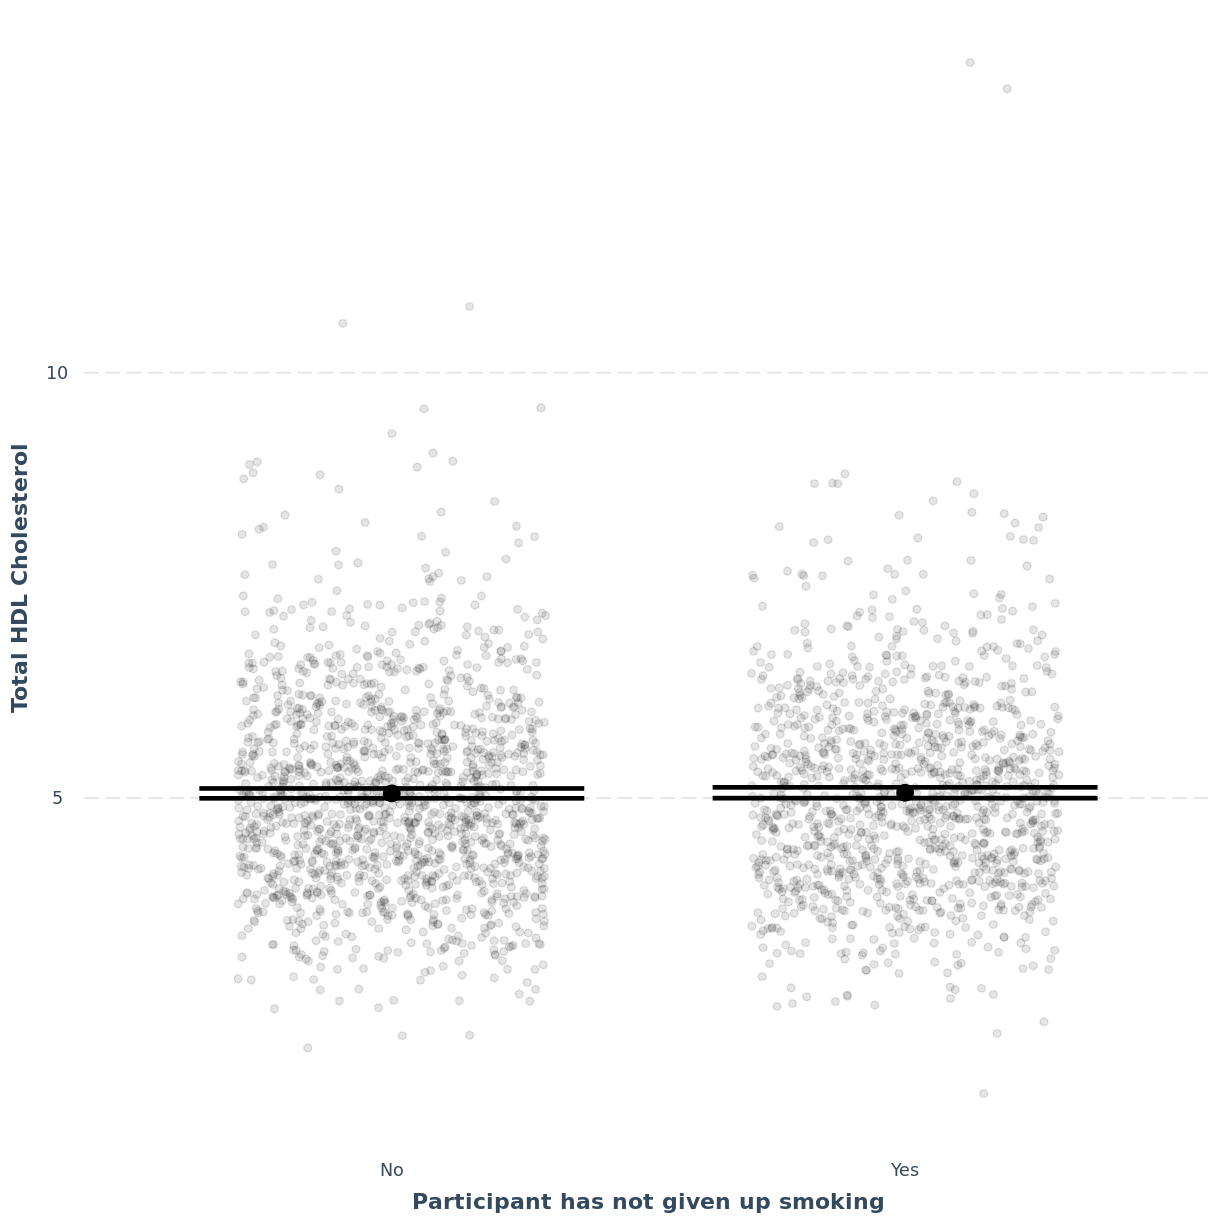 10
5
Total HDL Cholesterol
No
Yes
Participant has not given up smoking